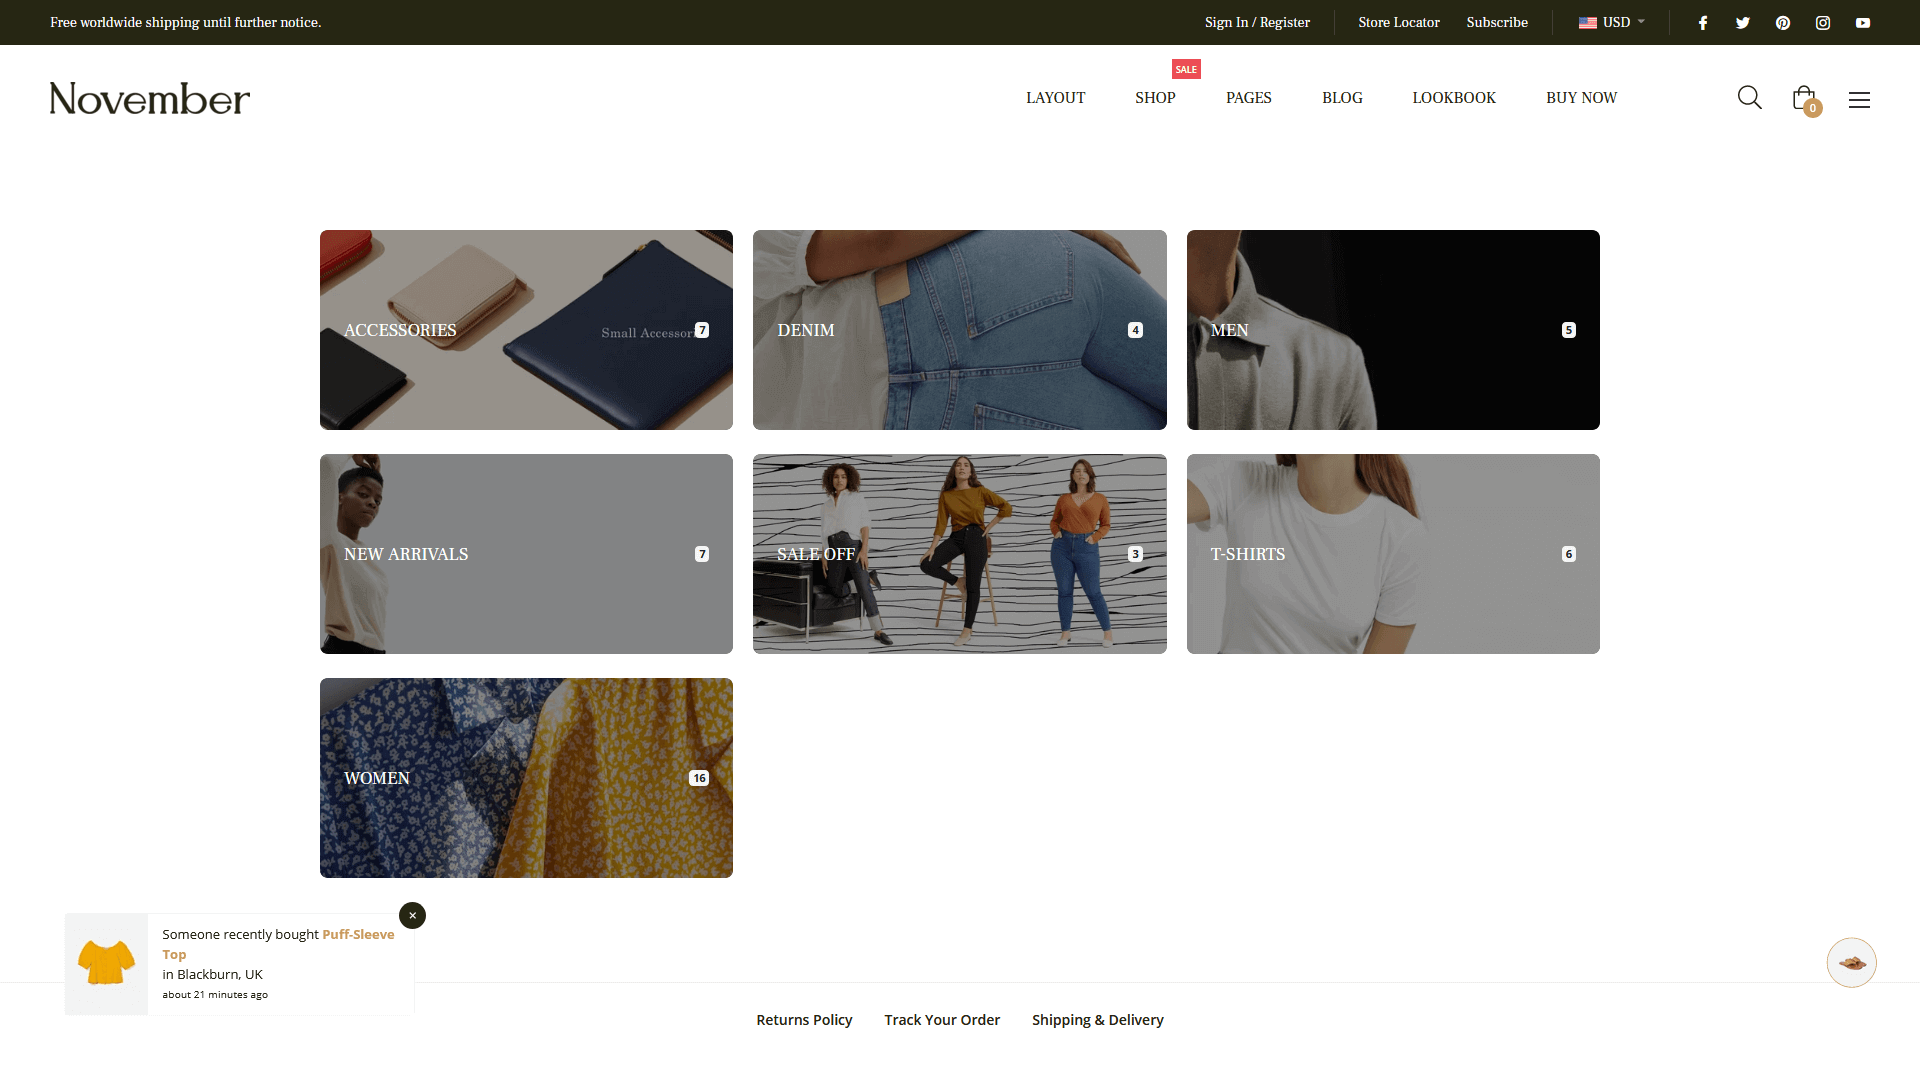 Free worldwide shipping until further notice.
Sign In / Register
Store Locator
Subscribe
USD
November
LAYOUT
SHOP
SALE
PAGES
BLOG
LOOKBOOK
BUY NOW
0
ACCESSORIES
Small Accessori
7
DENIM
4
MEN
5
NEW ARRIVALS
7
SALE OFF
3
T-SHIRTS
6
WOMEN
16
Someone recently bought Puff-Sleeve
Top
in Blackburn, UK
about 21 minutes ago
Returns Policy
Track Your Order
Shipping & Delivery